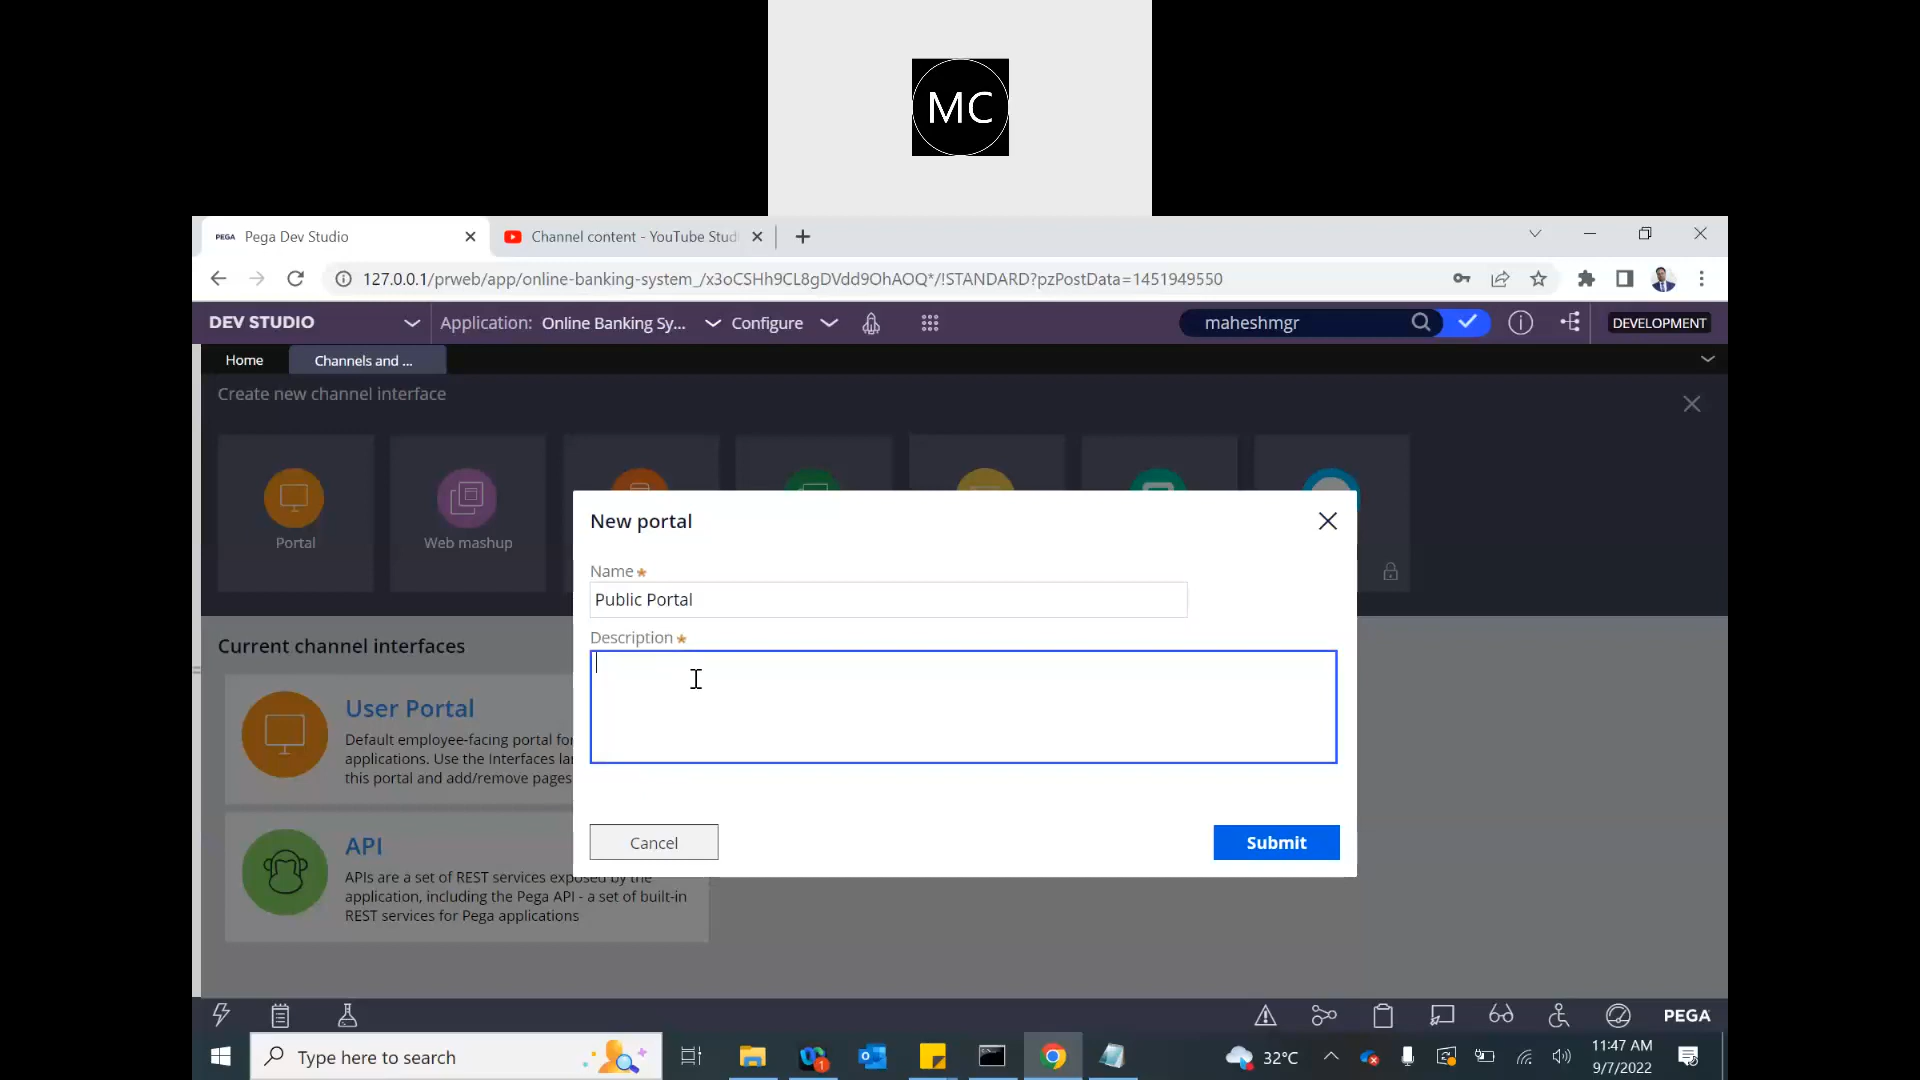 MC
PEGA Pega Dev Studio
Channel content - YouTube Stud
127.0.0.1/prweb/app/online-banking-system_/x3oCSHh9CL8gDVdd9OhAOQ*/!STANDARD?pzPostData=1451949550
DEV STUDIO
Application: Online Banking Sy...
Configure
maheshmgr
DEVELOPMENT
Home
Channels and ...
Create new channel interface
Portal
Web mashup
New portal
Name
Public Portal
Description
Cancel
Submit
Current channel interfaces
User Portal
Default employee-facing portal for
applications. Use the Interfaces la
this portal and add/remove pages
API
APIs are a set of REST services exposed by the
application, including the Pega API - a set of built-in
REST services for Pega applications
PEGA
Type here to search
1
32°C
11:47 AM
9/7/2022